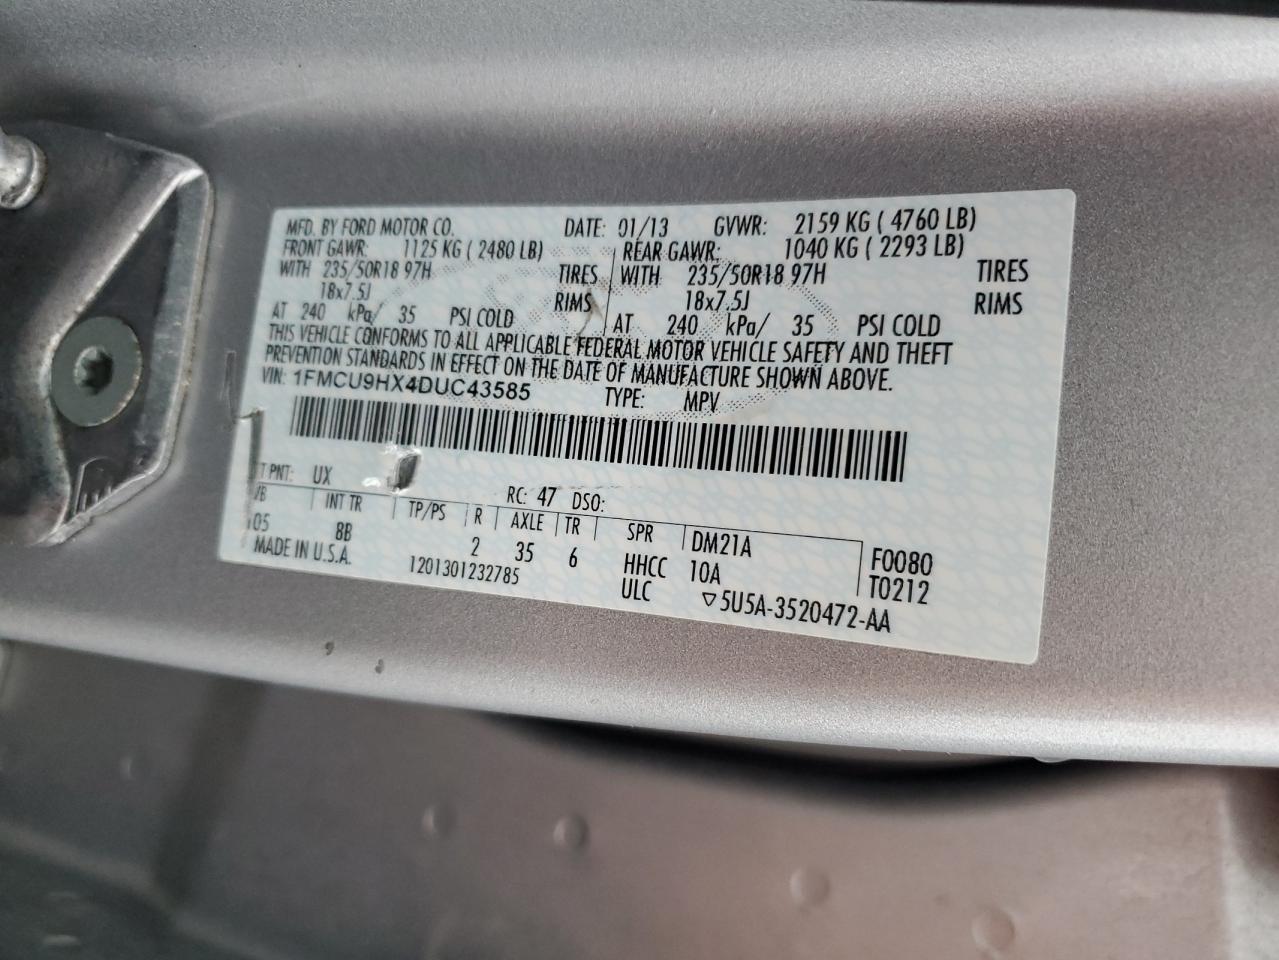 MFD. BY FORD MOTOR CO. DATE: 01/13 GVWR: 2159 KG ( 4760 LB)
FRONT GAWR: 1125 KG ( 2480 LB) REAR GAWR: 1040 KG ( 2293 LB)
WITH 235/50R18 97H TIRES WITH 235/50R18 97H TIRES
18x7.5J RIMS 18x7.5J RIMS
AT 240 kPa/ 35 PSI COLD AT 240 kPa/ 35 PSI COLD
THIS VEHICLE CONFORMS TO ALL APPLICABLE FEDERAL MOTOR VEHICLE SAFETY AND THEFT
PREVENTION STANDARDS IN EFFECT ON THE DATE OF MANUFACTURE SHOWN ABOVE.
VIN: 1FMCU9HX4DUC43585 TYPE: MPV
T PNT: UX RC: 47 DSO:
/B INT TR TP/PS R AXLE TR SPR DM21A F0080
05 8B 2 35 6 HHCC 10A T0212
MADE IN U.S.A. 1201301232785 ULC ▽5U5A-3520472-AA